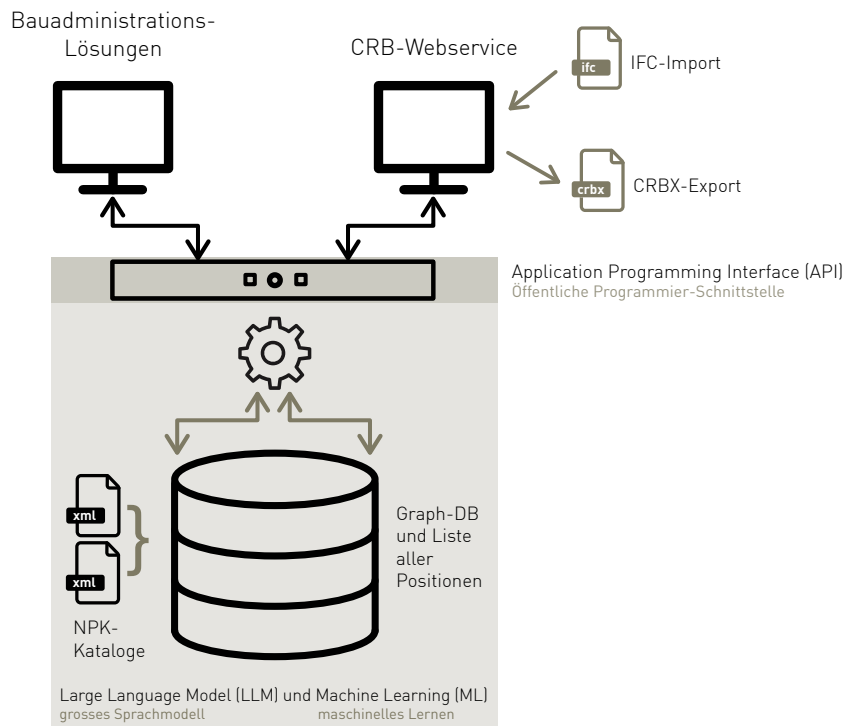 Bauadministrations-
Lösungen
CRB-Webservice
ifc
IFC-Import
crbx
CRBX-Export
Application Programming Interface (API)
Öffentliche Programmier-Schnittstelle
xml
xml
NPK-
Kataloge
Graph-DB
und Liste
aller
Positionen
Large Language Model (LLM) und Machine Learning (ML)
grosses Sprachmodell maschinelles Lernen